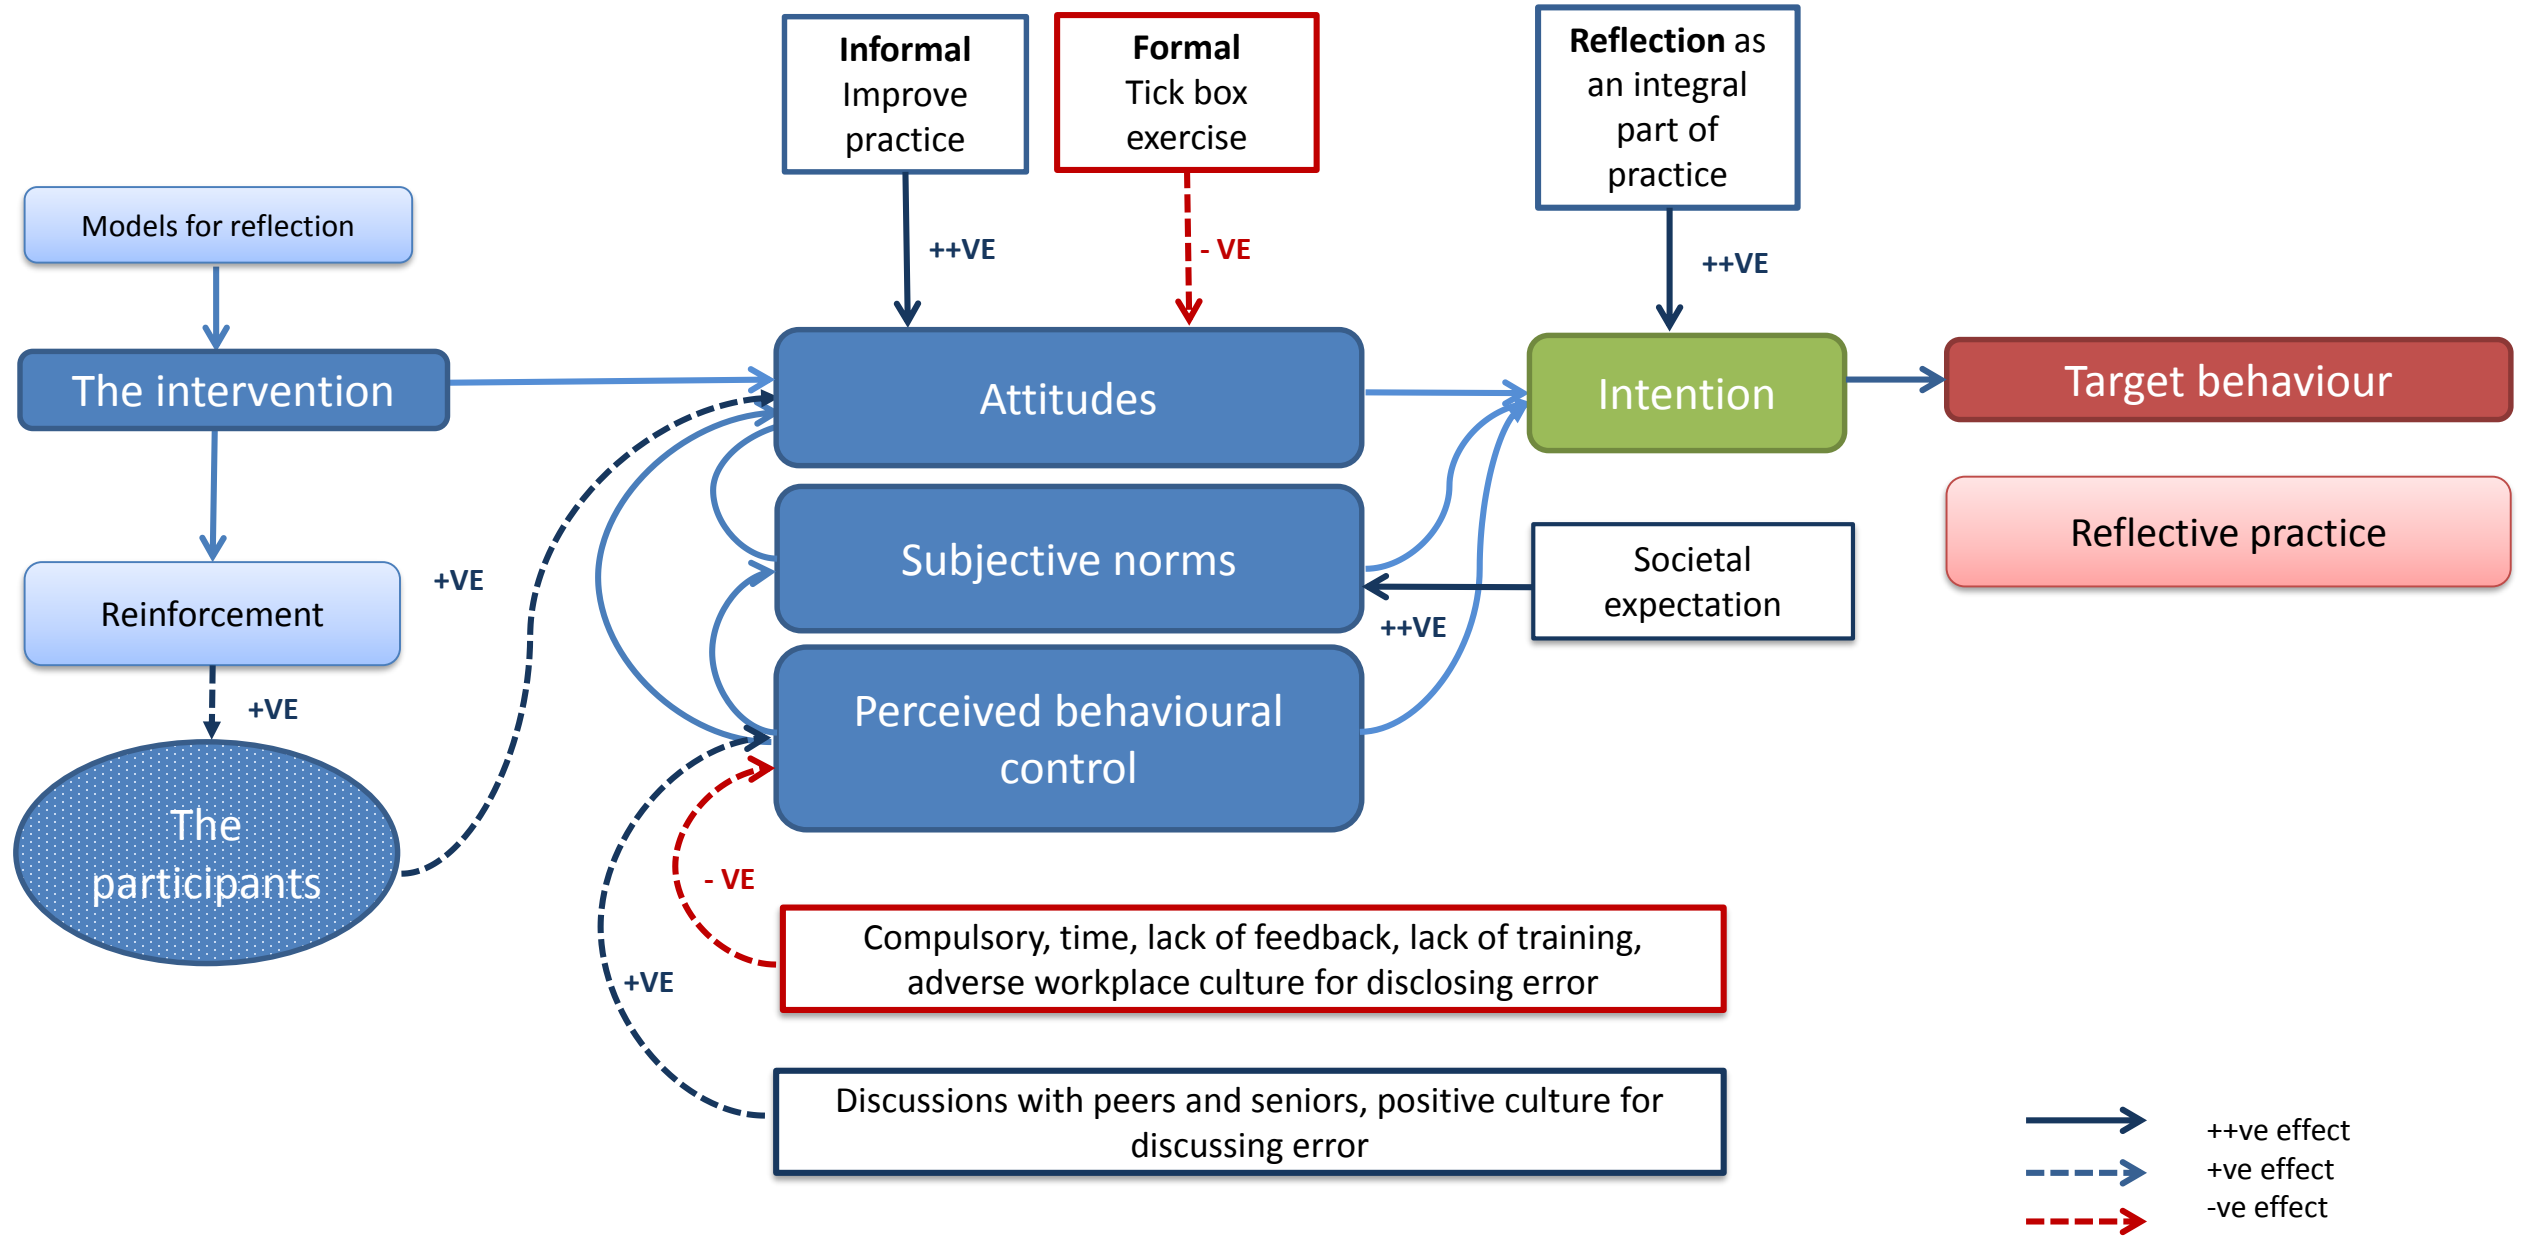 Informal
Improve
practice
Formal
Tick box
exercise
Reflection as
an integral
part of
practice
Models for reflection
++VE
- VE
++VE
The intervention
Attitudes
Intention
Target behaviour
Reflective practice
Subjective norms
Societal
expectation
+VE
Reinforcement
++VE
+VE
Perceived behavioural
control
The
participants
- VE
Compulsory, time, lack of feedback, lack of training,
adverse workplace culture for disclosing error
+VE
Discussions with peers and seniors, positive culture for
discussing error
++ve effect
+ve effect
-ve effect